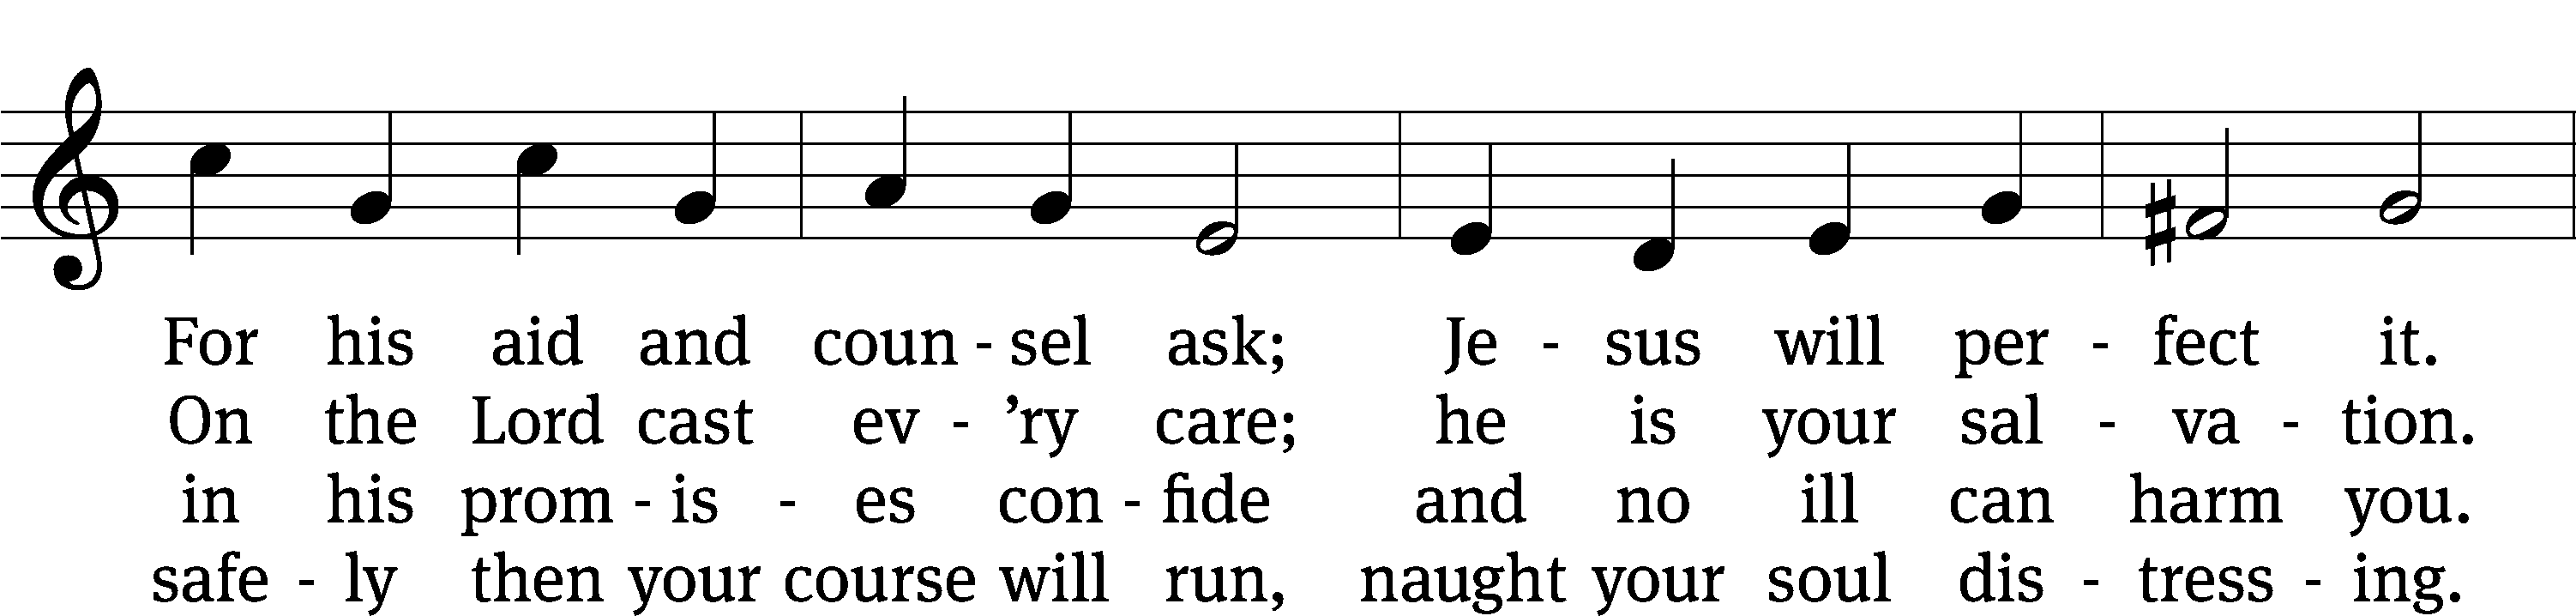 For his aid and coun - sel ask; Je - sus will per - fect it.
On the Lord cast ev - ’ry care; he is your sal - va - tion.
in his prom - is - es con - fide and no ill can harm you.
safe - ly then your course will run, naught your soul dis - tress - ing.